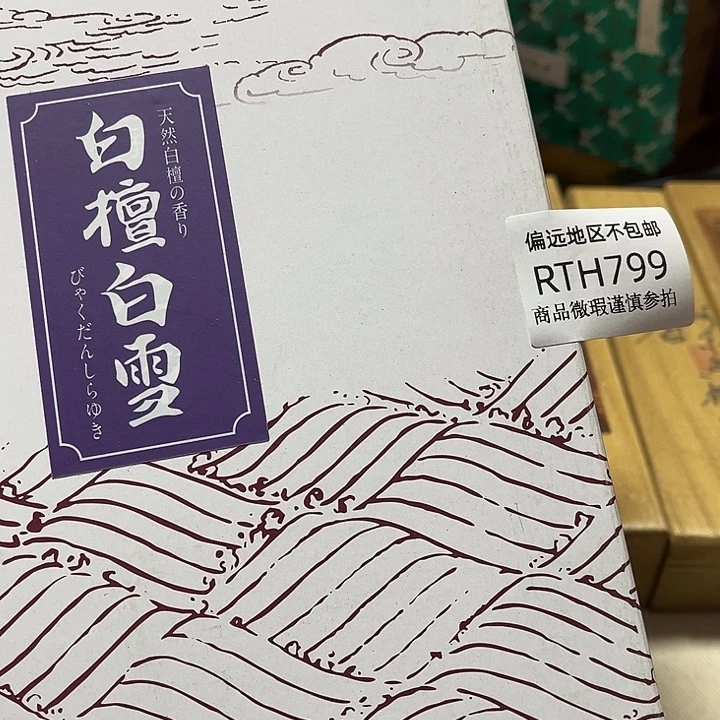 天然白檀の香り
白檀白雪
びゃくだんしらゆき
偏远地区不包邮
RTH799
商品微瑕谨慎参拍